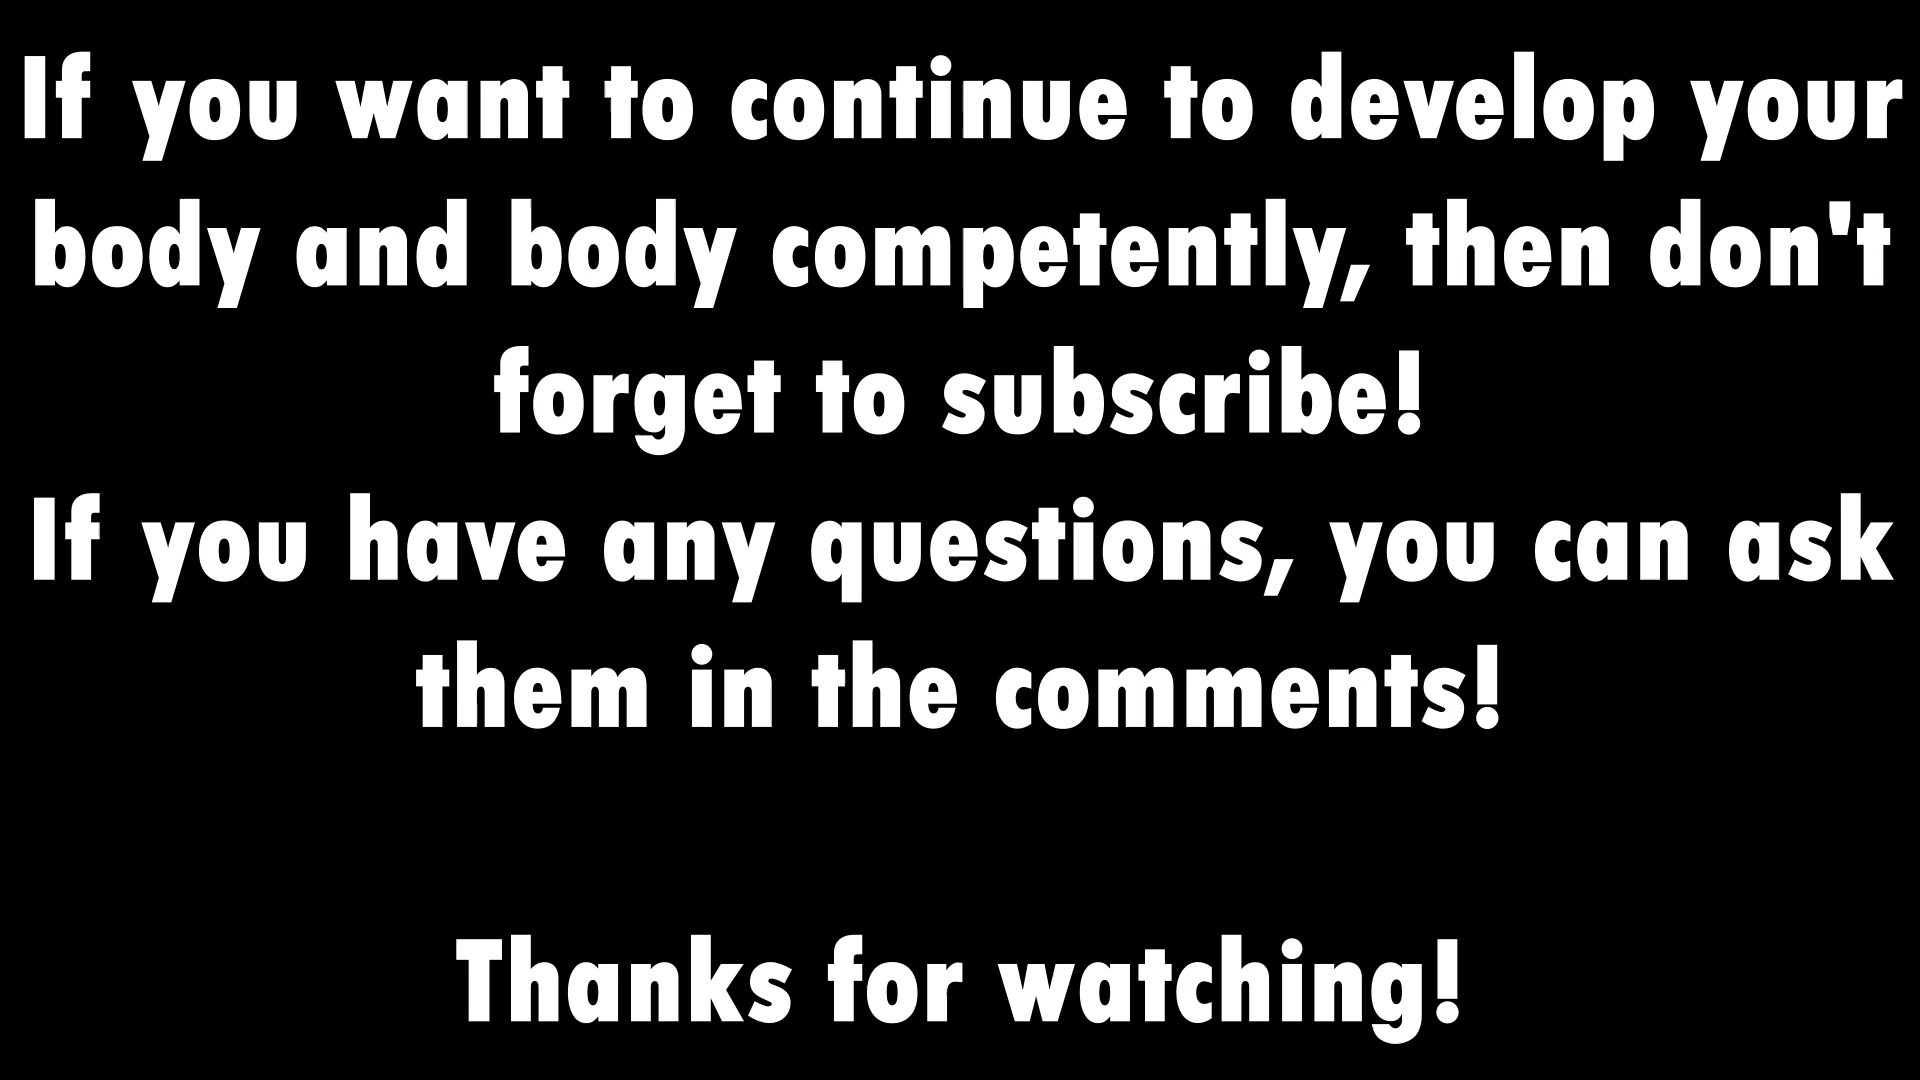 If you want to continue to develop your
body and body competently, then don't
forget to subscribe!
If you have any questions, you can ask
them in the comments!
Thanks for watching!